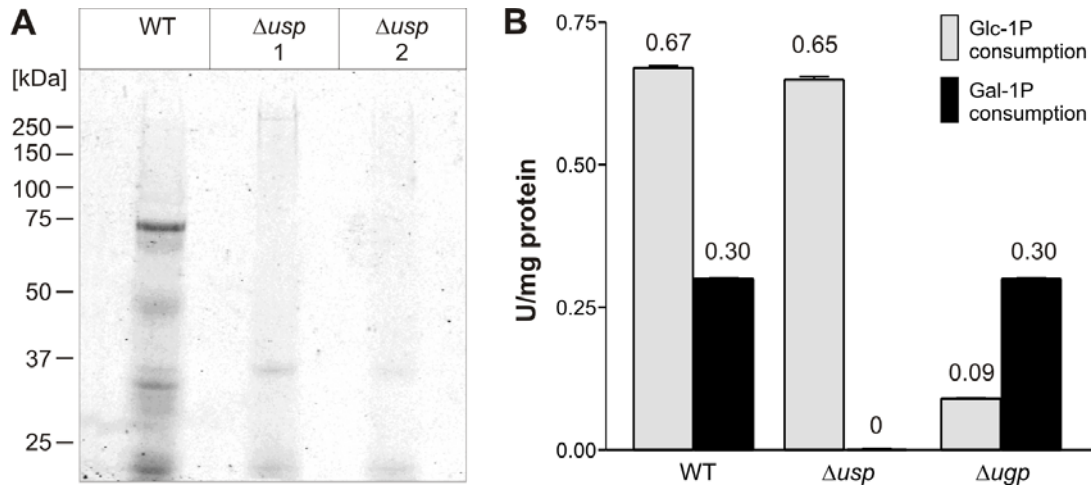 A
WT
Δusp
1
Δusp
2
[kDa]
250
150
100
75
50
37
25
B
U/mg protein
0.75
0.50
0.25
0.00
0.67
0.30
0.65
0
0.09
0.30
WT
Δusp
Δugp
Glc-1P
consumption
Gal-1P
consumption